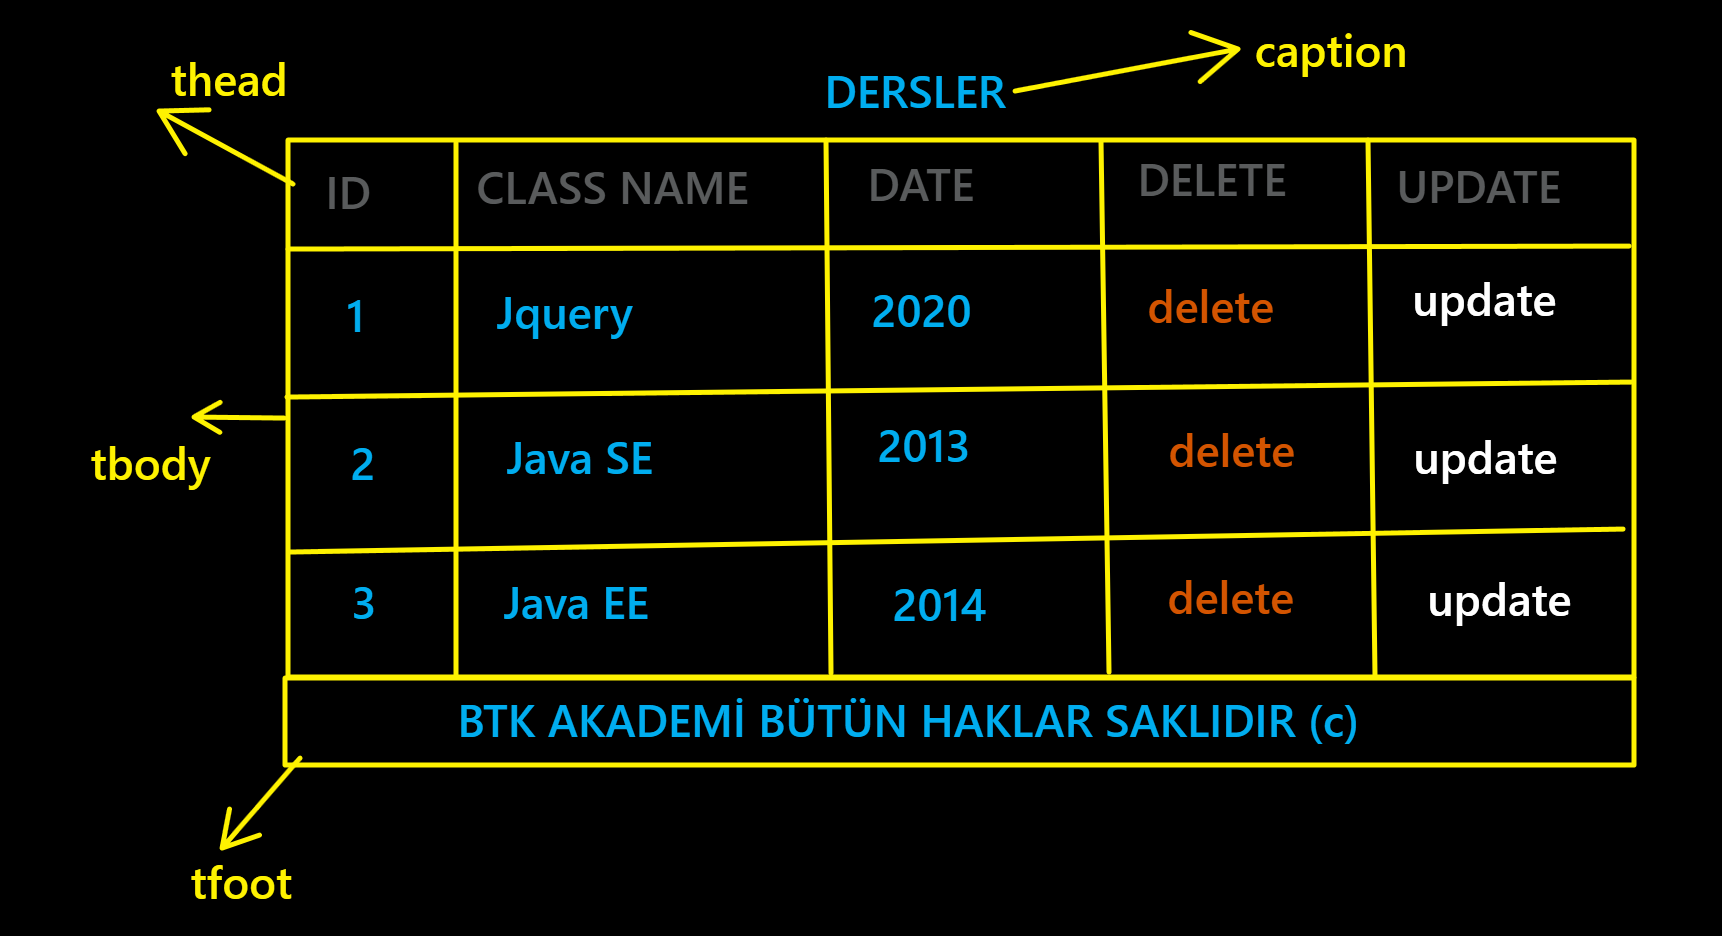 caption
thead
DERSLER
ID CLASS NAME DATE DELETE UPDATE
1 Jquery 2020 delete update
2 Java SE 2013 delete update
tbody
3 Java EE 2014 delete update
BTK AKADEMİ BÜTÜN HAKLAR SAKLIDIR (c)
tfoot